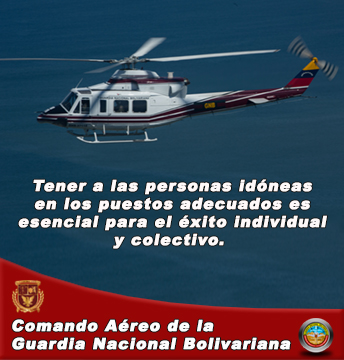 Tener a las personas idóneas
en los puestos adecuados es
esencial para el éxito individual
y colectivo.
Comando Aéreo de la
Guardia Nacional Bolivariana